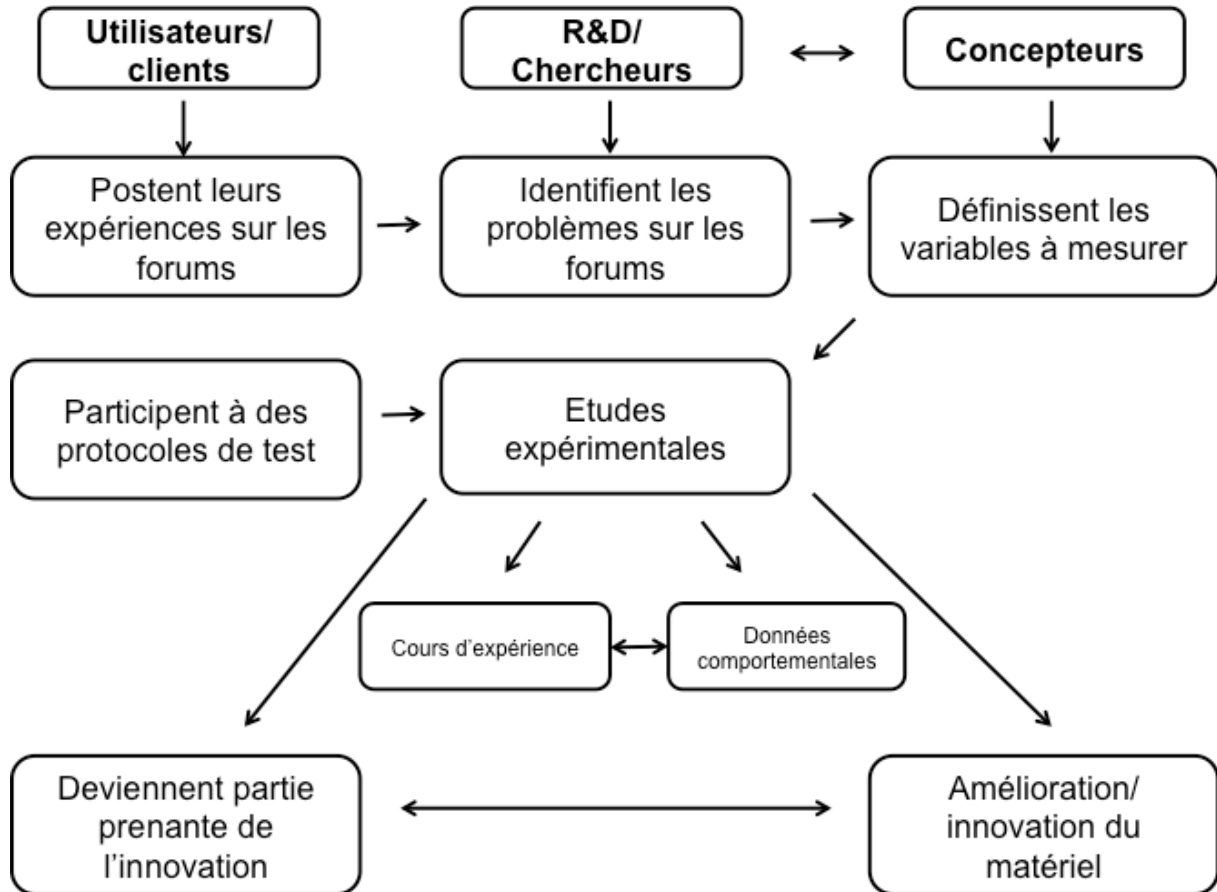 Utilisateurs/
clients
R&D/
Chercheurs
Concepteurs
Postent leurs
expériences sur les
forums
Identifient les
problèmes sur les
forums
Définissent les
variables à mesurer
Participent à des
protocoles de test
Etudes
expérimentales
Cours d'expérience
Données
comportementales
Deviennent partie
prenante de
l'innovation
Amélioration/
innovation du
matériel